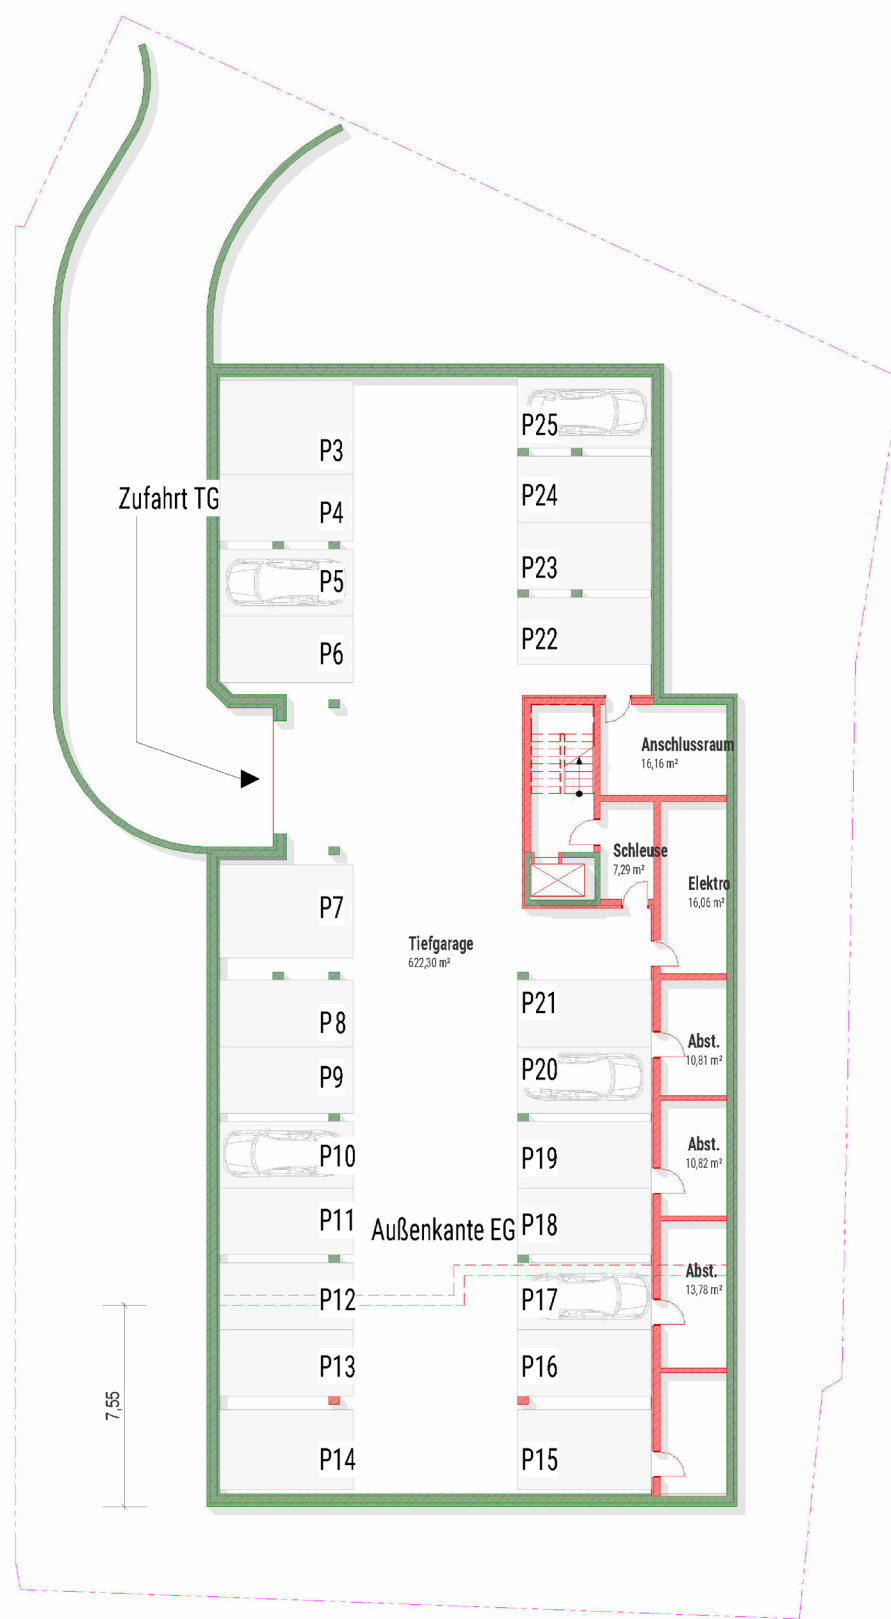 P25
P3
Zufahrt TG
P4
P24
P5
P23
P6
P22
Anschlussraum
16,16 m²
Schleuse
7,29 m²
Elektro
16,06 m²
P7
Tiefgarage
622,30 m²
P8
P21
Abst.
10,81 m²
P9
P20
P10
P19
Abst.
10,82 m²
P11
Außenkante EG
P18
P12
P17
Abst.
13,78 m²
P13
P16
7,55
P14
P15